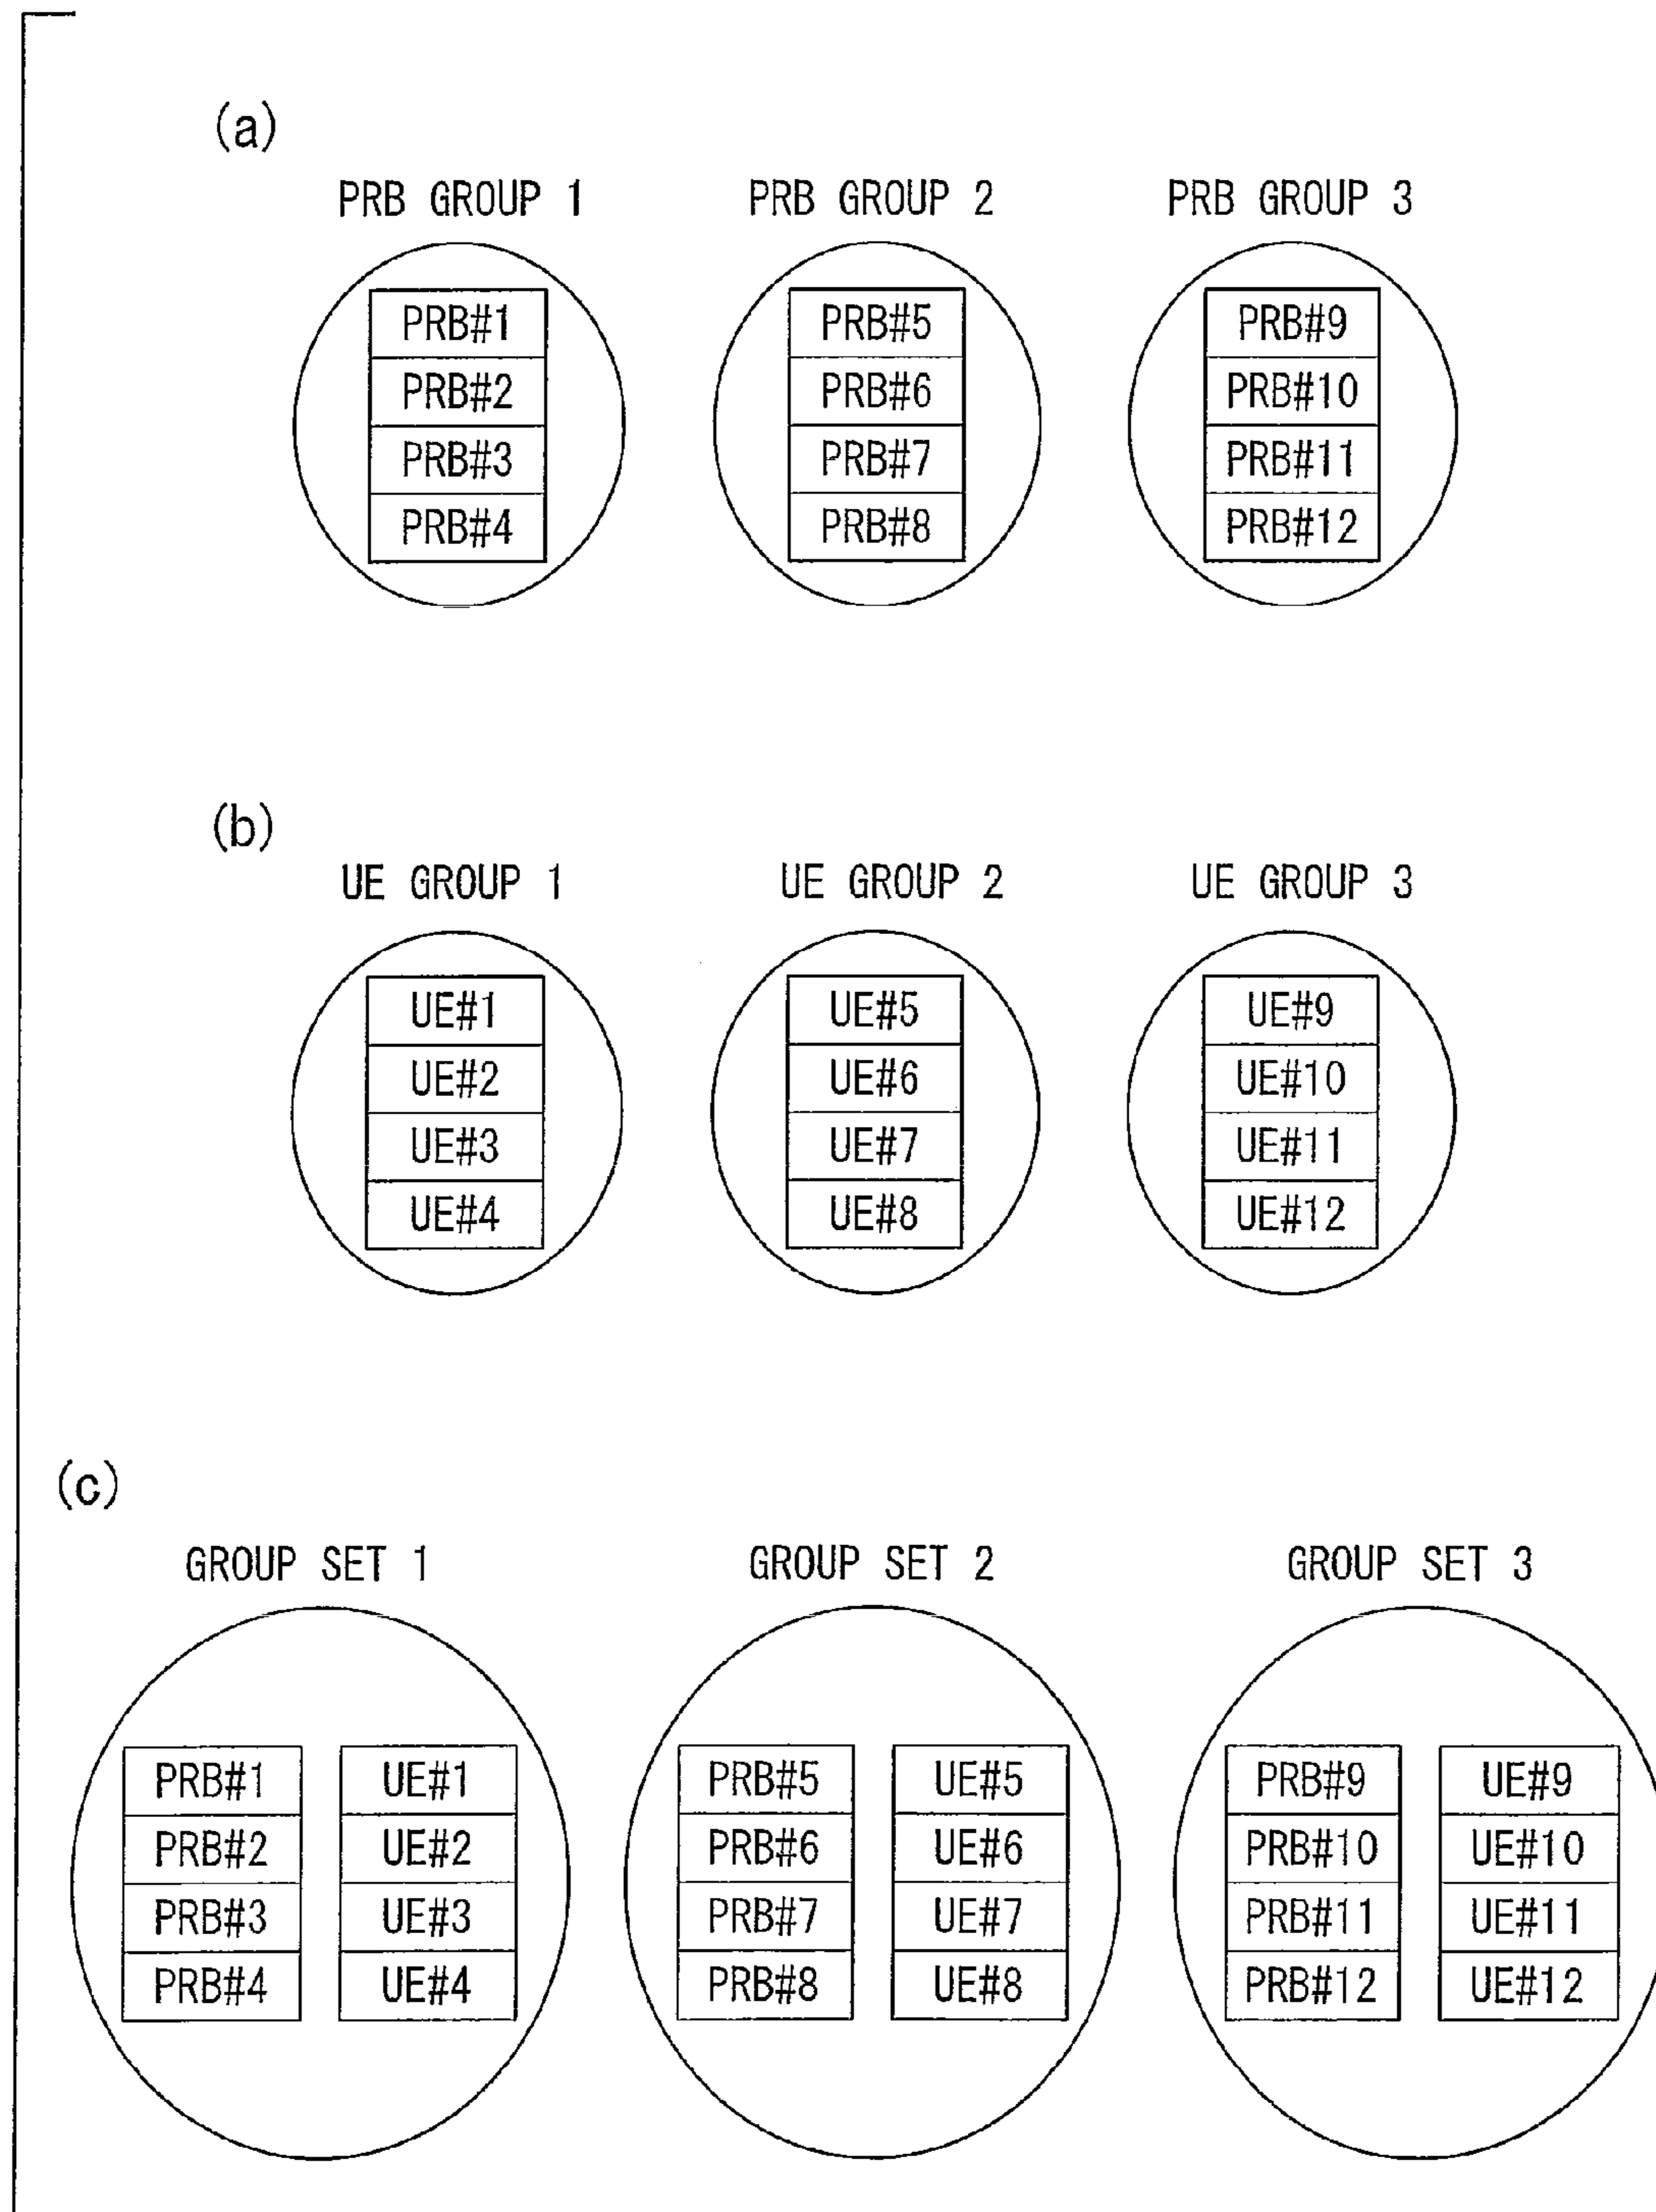 (a)
PRB GROUP 1 PRB GROUP 2 PRB GROUP 3
PRB#1 PRB#5 PRB#9
PRB#2 PRB#6 PRB#10
PRB#3 PRB#7 PRB#11
PRB#4 PRB#8 PRB#12
(b)
UE GROUP 1 UE GROUP 2 UE GROUP 3
UE#1 UE#5 UE#9
UE#2 UE#6 UE#10
UE#3 UE#7 UE#11
UE#4 UE#8 UE#12
(c)
GROUP SET 1 GROUP SET 2 GROUP SET 3
PRB#1 UE#1 PRB#5 UE#5 PRB#9 UE#9
PRB#2 UE#2 PRB#6 UE#6 PRB#10 UE#10
PRB#3 UE#3 PRB#7 UE#7 PRB#11 UE#11
PRB#4 UE#4 PRB#8 UE#8 PRB#12 UE#12